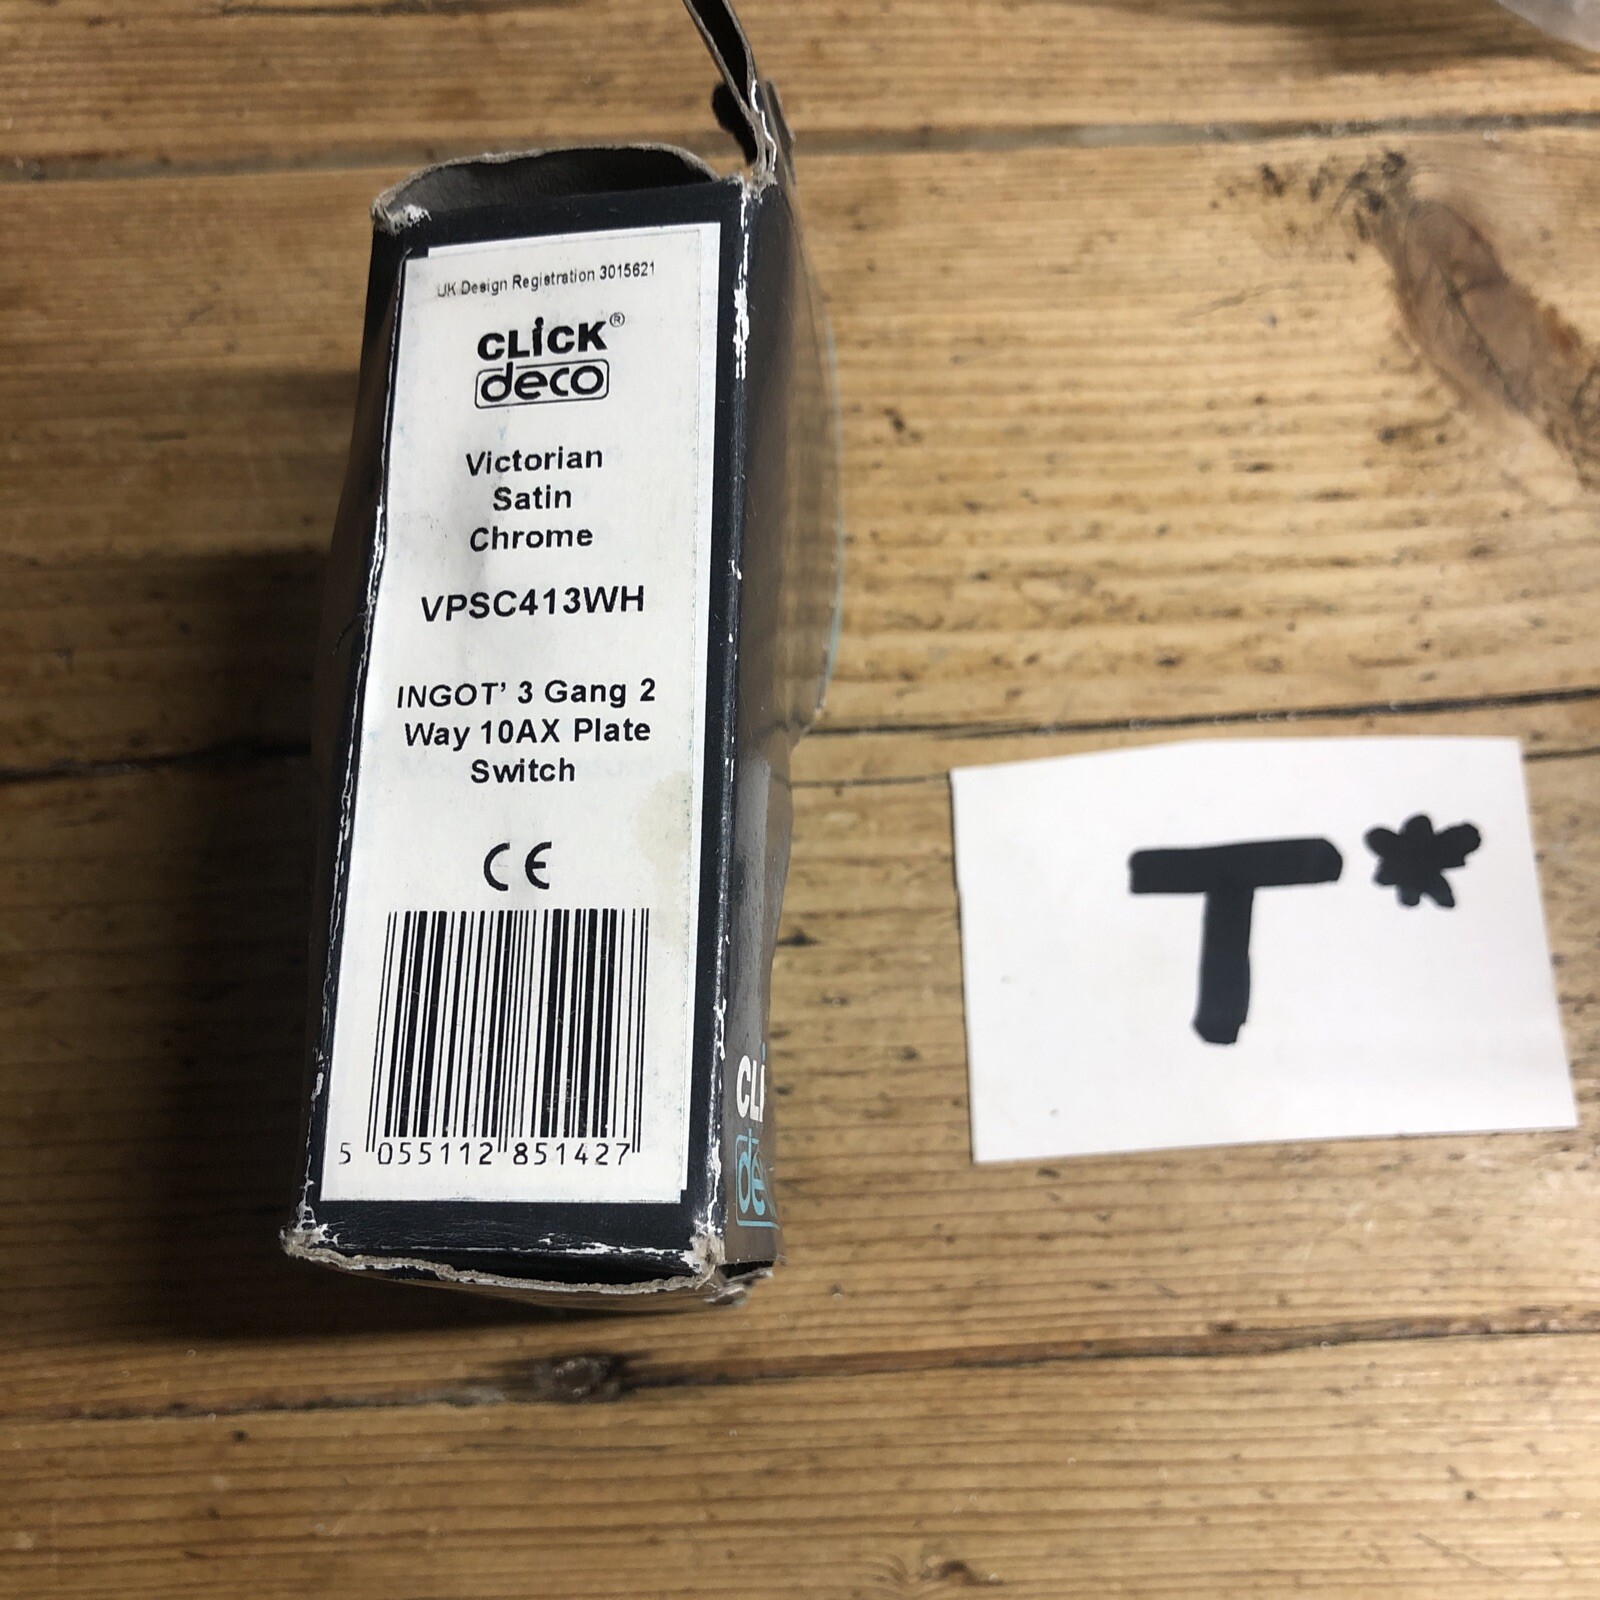 UK Design Registration 3015621
CLiCK®
deco
Victorian
Satin
Chrome
VPSC413WH
INGOT’ 3 Gang 2
Way 10AX Plate
Switch
CE
5 055112 851427
CLi
de
T*